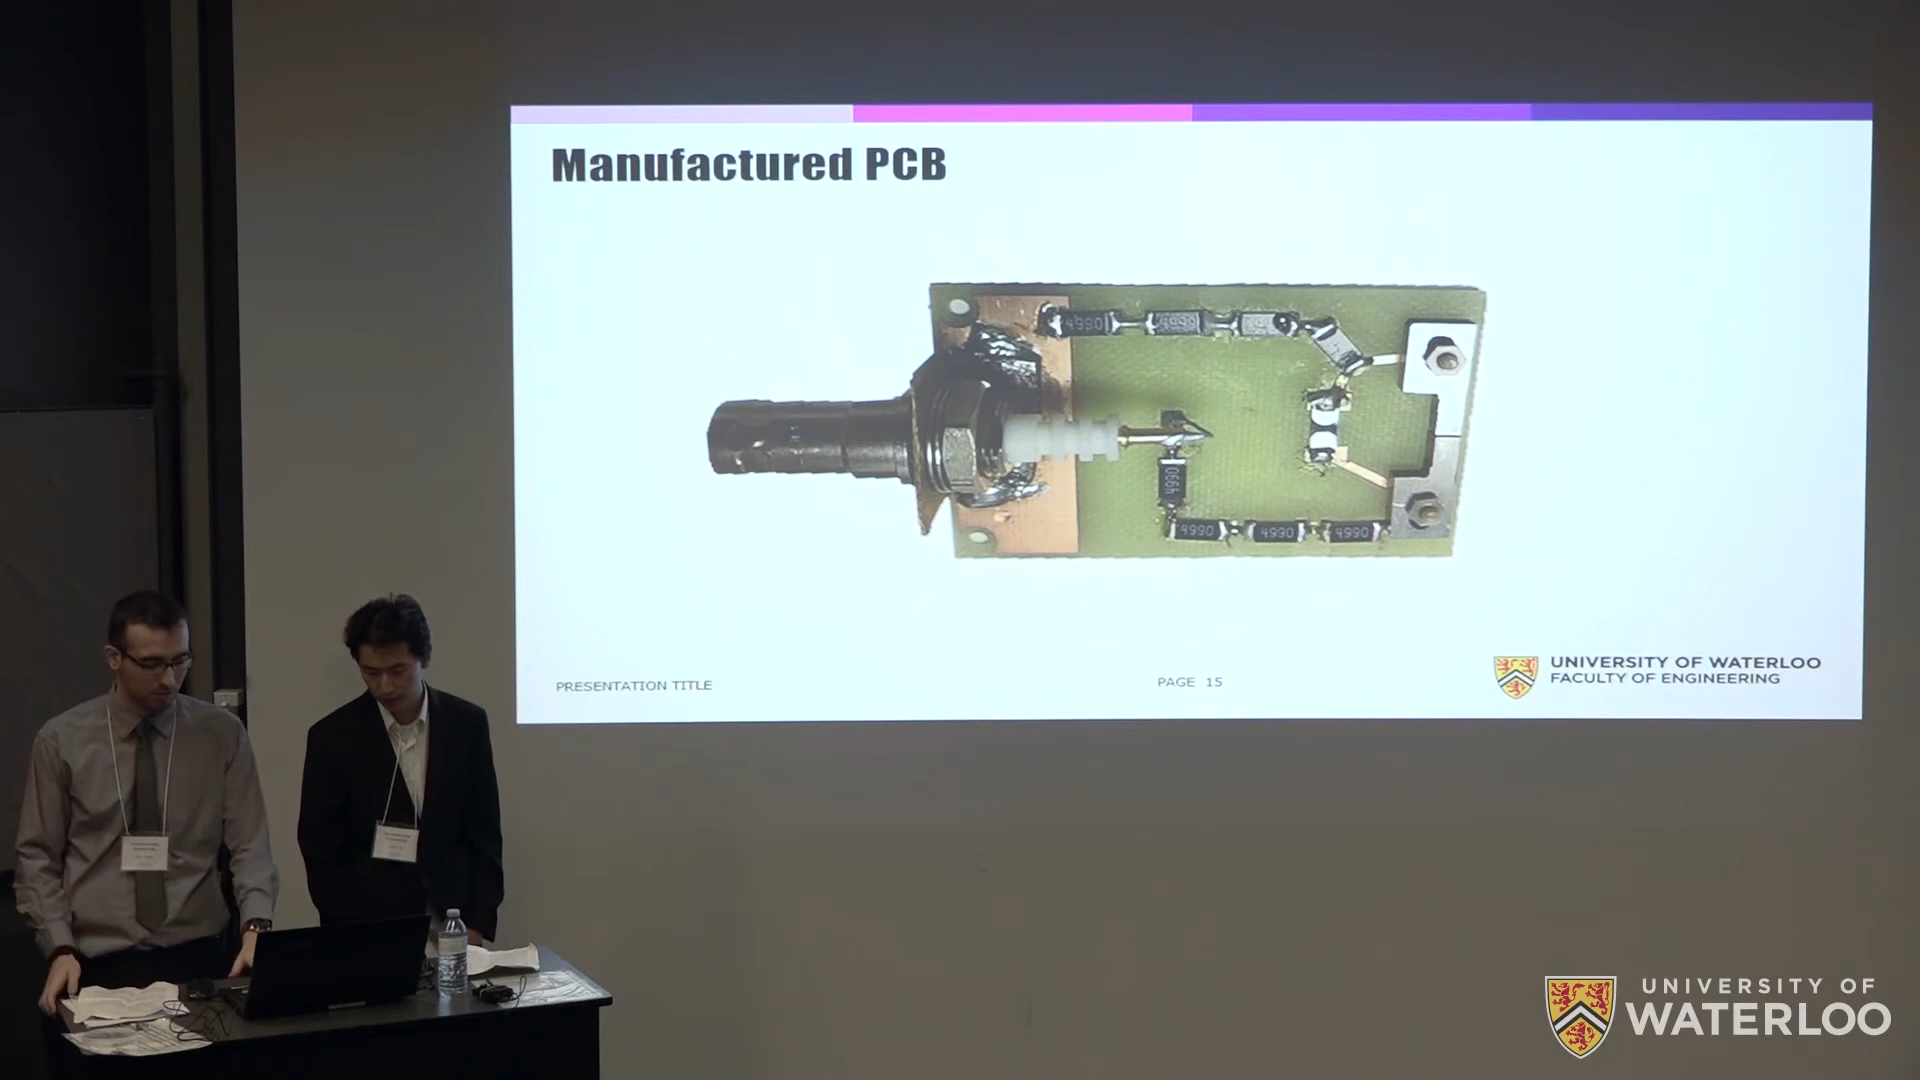 Manufactured PCB
4990
4990
4990
4990
4990
4990
PRESENTATION TITLE
PAGE 15
UNIVERSITY OF WATERLOO
FACULTY OF ENGINEERING
UNIVERSITY OF
WATERLOO